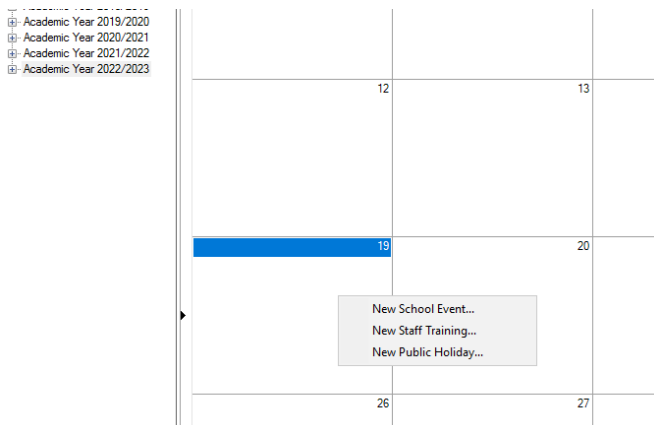 Academic Year 2019/2020
Academic Year 2020/2021
Academic Year 2021/2022
Academic Year 2022/2023
12
13
19
20
New School Event...
New Staff Training...
New Public Holiday...
26
27